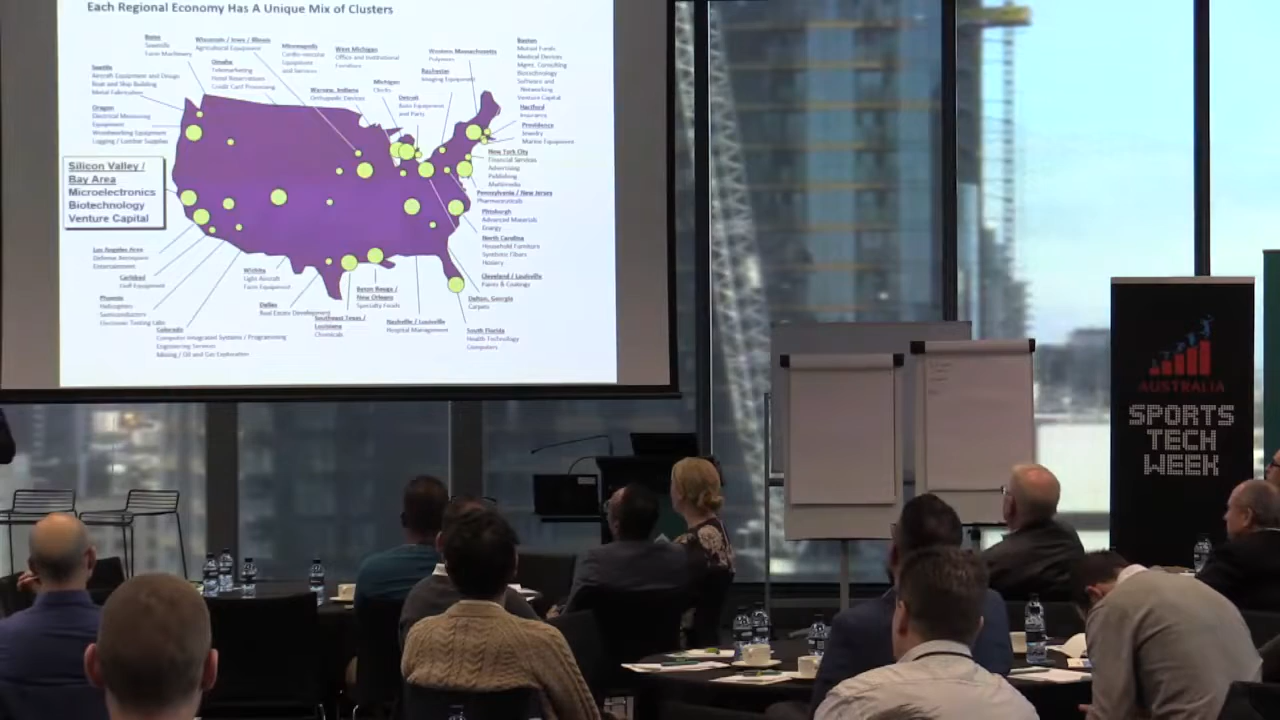 Each Regional Economy Has A Unique Mix of Clusters
Boise
Sawmills
Farm Machinery
Wisconsin / Iowa / Illinois
Agricultural Equipment
Minneapolis
Cardio-vascular
Equipment
and Services
West Michigan
Office and Institutional
Furniture
Western Massachusetts
Polymers
Boston
Mutual Funds
Medical Devices
Mgmt. Consulting
Biotechnology
Software and
Networking
Venture Capital
Seattle
Aircraft Equipment and Design
Boat and Ship Building
Metal Fabrication
Omaha
Telemarketing
Hotel Reservations
Credit Card Processing
Warsaw, Indiana
Orthopedic Devices
Michigan
Clocks
Rochester
Imaging Equipment
Detroit
Auto Equipment
and Parts
Hartford
Insurance
Providence
Jewelry
Marine Equipment
Oregon
Electrical Measuring
Equipment
Woodworking Equipment
Logging / Lumber Supplies
New York City
Financial Services
Advertising
Publishing
Multimedia
Silicon Valley /
Bay Area
Microelectronics
Biotechnology
Venture Capital
Pennsylvania / New Jersey
Pharmaceuticals
Pittsburgh
Advanced Materials
Energy
North Carolina
Household Furniture
Synthetic Fibers
Hosiery
Los Angeles Area
Defense Aerospace
Entertainment
Carlsbad
Golf Equipment
Phoenix
Helicopters
Semiconductors
Electronic Testing Labs
Wichita
Light Aircraft
Farm Equipment
Dallas
Real Estate Development
Baton Rouge /
New Orleans
Specialty Foods
Cleveland / Louisville
Paints & Coatings
Dalton, Georgia
Carpets
Colorado
Computer Integrated Systems / Programming
Engineering Services
Mining / Oil and Gas Exploration
Southeast Texas /
Louisiana
Chemicals
Nashville / Louisville
Hospital Management
South Florida
Health Technology
Computers
AUSTRALIA
SPORTS
TECH
WEEK